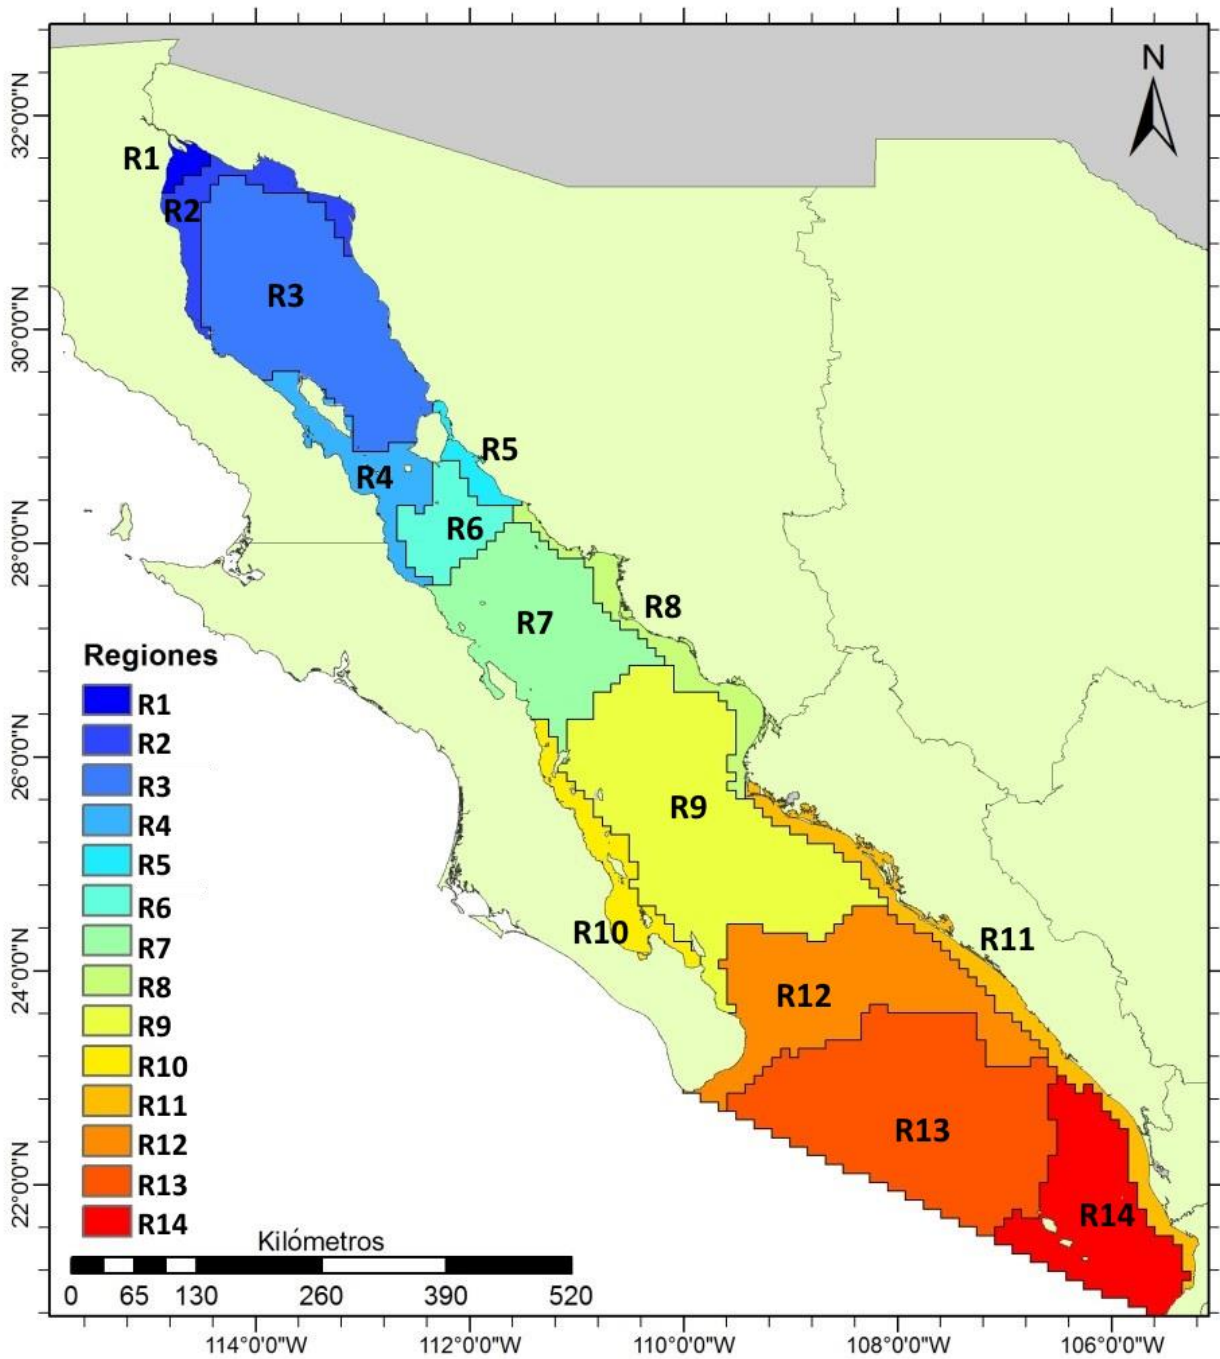 N
32°0'0"N
30°0'0"N
28°0'0"N
26°0'0"N
24°0'0"N
22°0'0"N
R1
R2
R3
R4
R5
R6
R7
R8
R9
R10
R11
R12
R13
R14
Regiones
R1
R2
R3
R4
R5
R6
R7
R8
R9
R10
R11
R12
R13
R14
Kilómetros
0 65 130 260 390 520
114°0'0"W 112°0'0"W 110°0'0"W 108°0'0"W 106°0'0"W